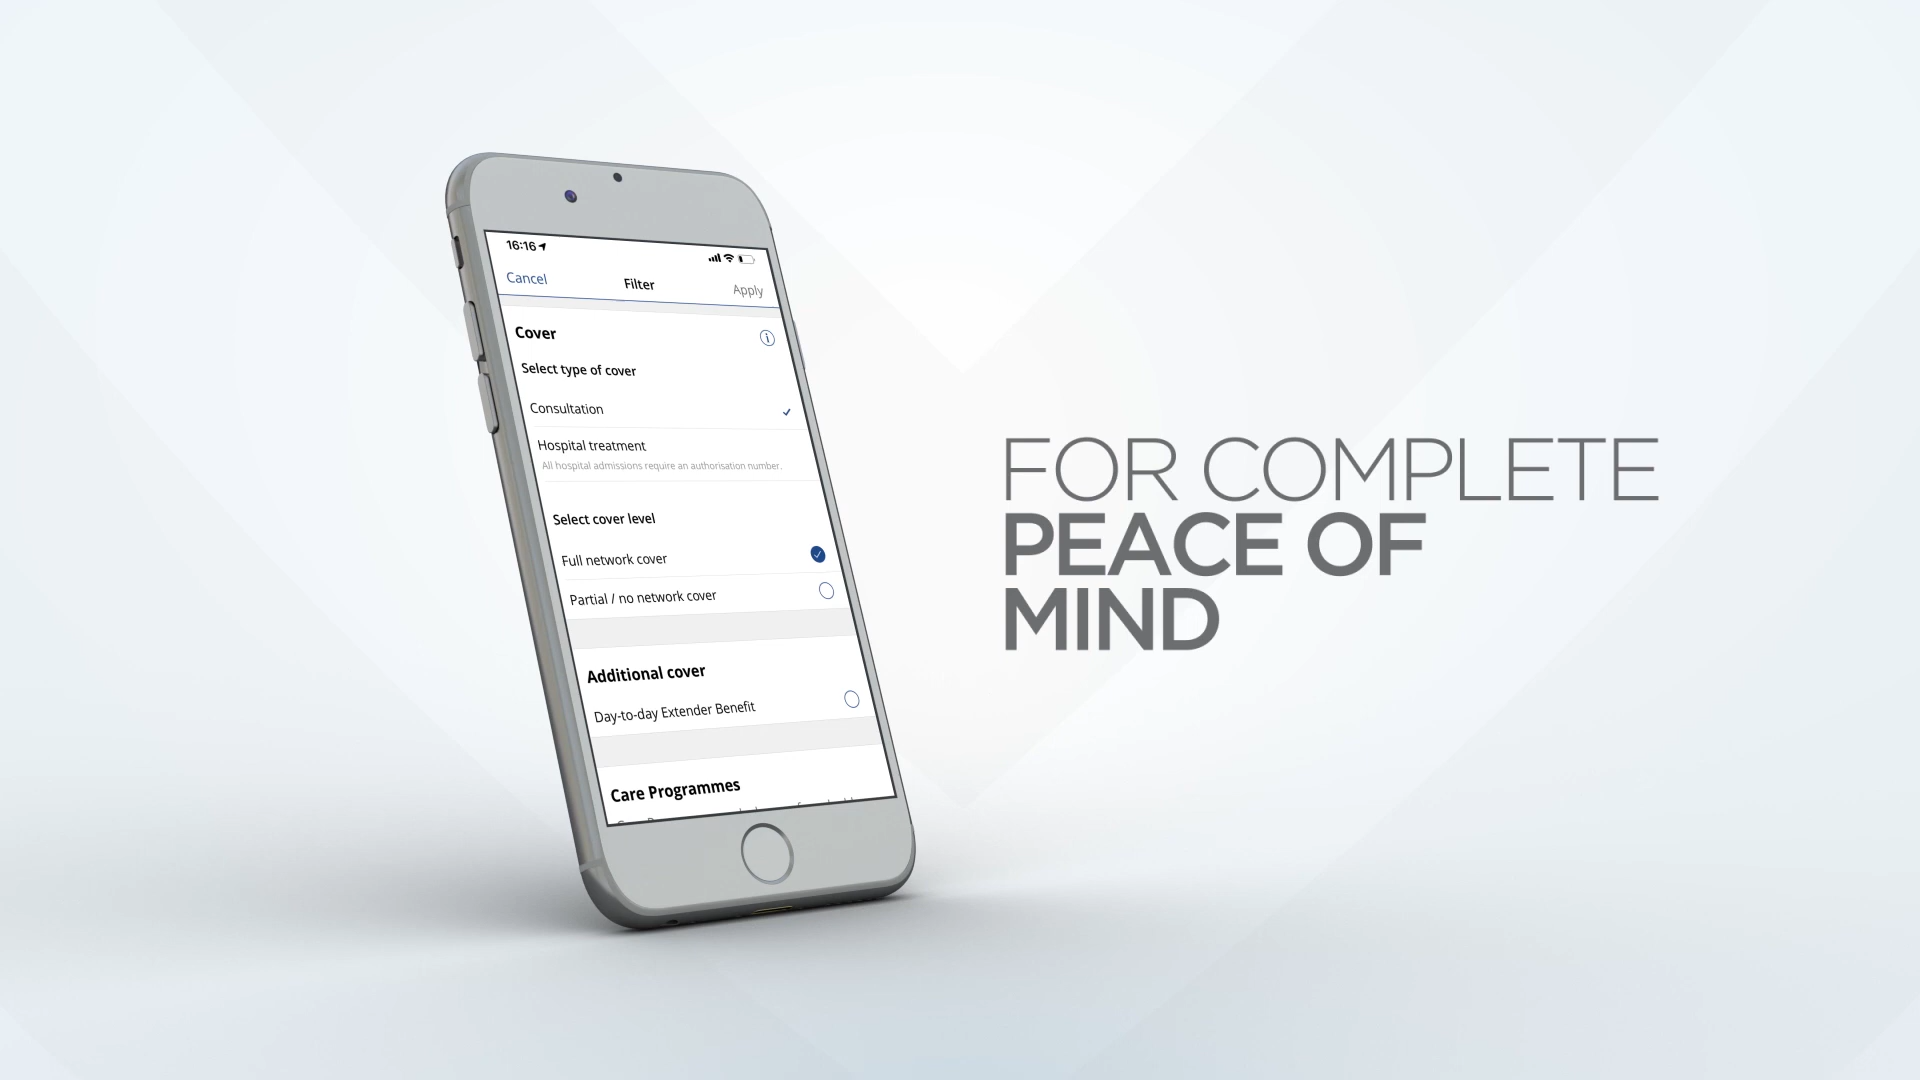 16:16
Cancel Filter Apply
Cover
Select type of cover
Consultation
Hospital treatment
All hospital admissions require an authorisation number.
Select cover level
Full network cover
Partial / no network cover
Additional cover
Day-to-day Extender Benefit
Care Programmes
FOR COMPLETE
PEACE OF
MIND